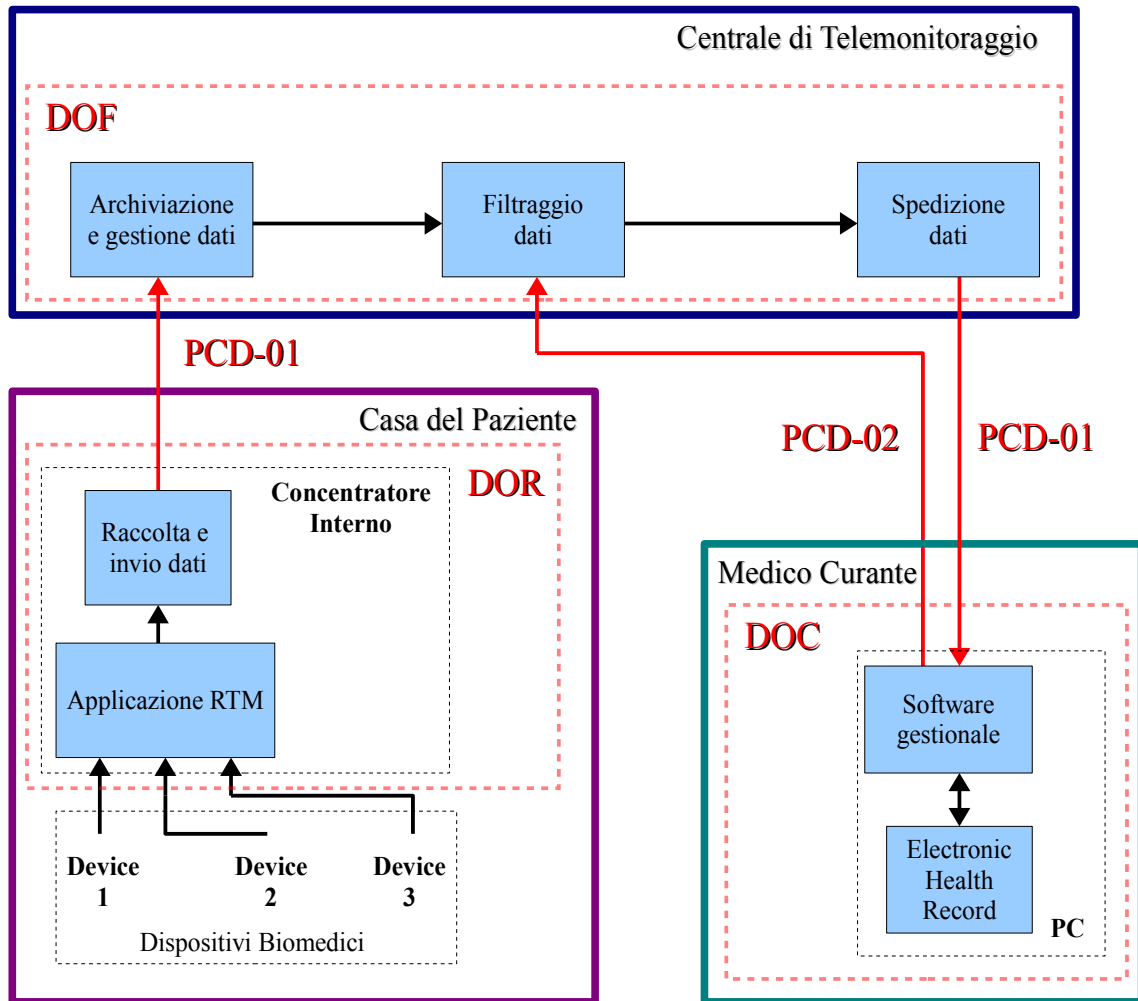 Centrale di Telemonitoraggio
DOF
Archiviazione
e gestione dati
Filtraggio
dati
Spedizione
dati
PCD-01
PCD-02
PCD-01
Casa del Paziente
DOR
Concentratore
Interno
Raccolta e
invio dati
Applicazione RTM
Device
1
Device
2
Device
3
Dispositivi Biomedici
Medico Curante
DOC
Software
gestionale
Electronic
Health
Record
PC